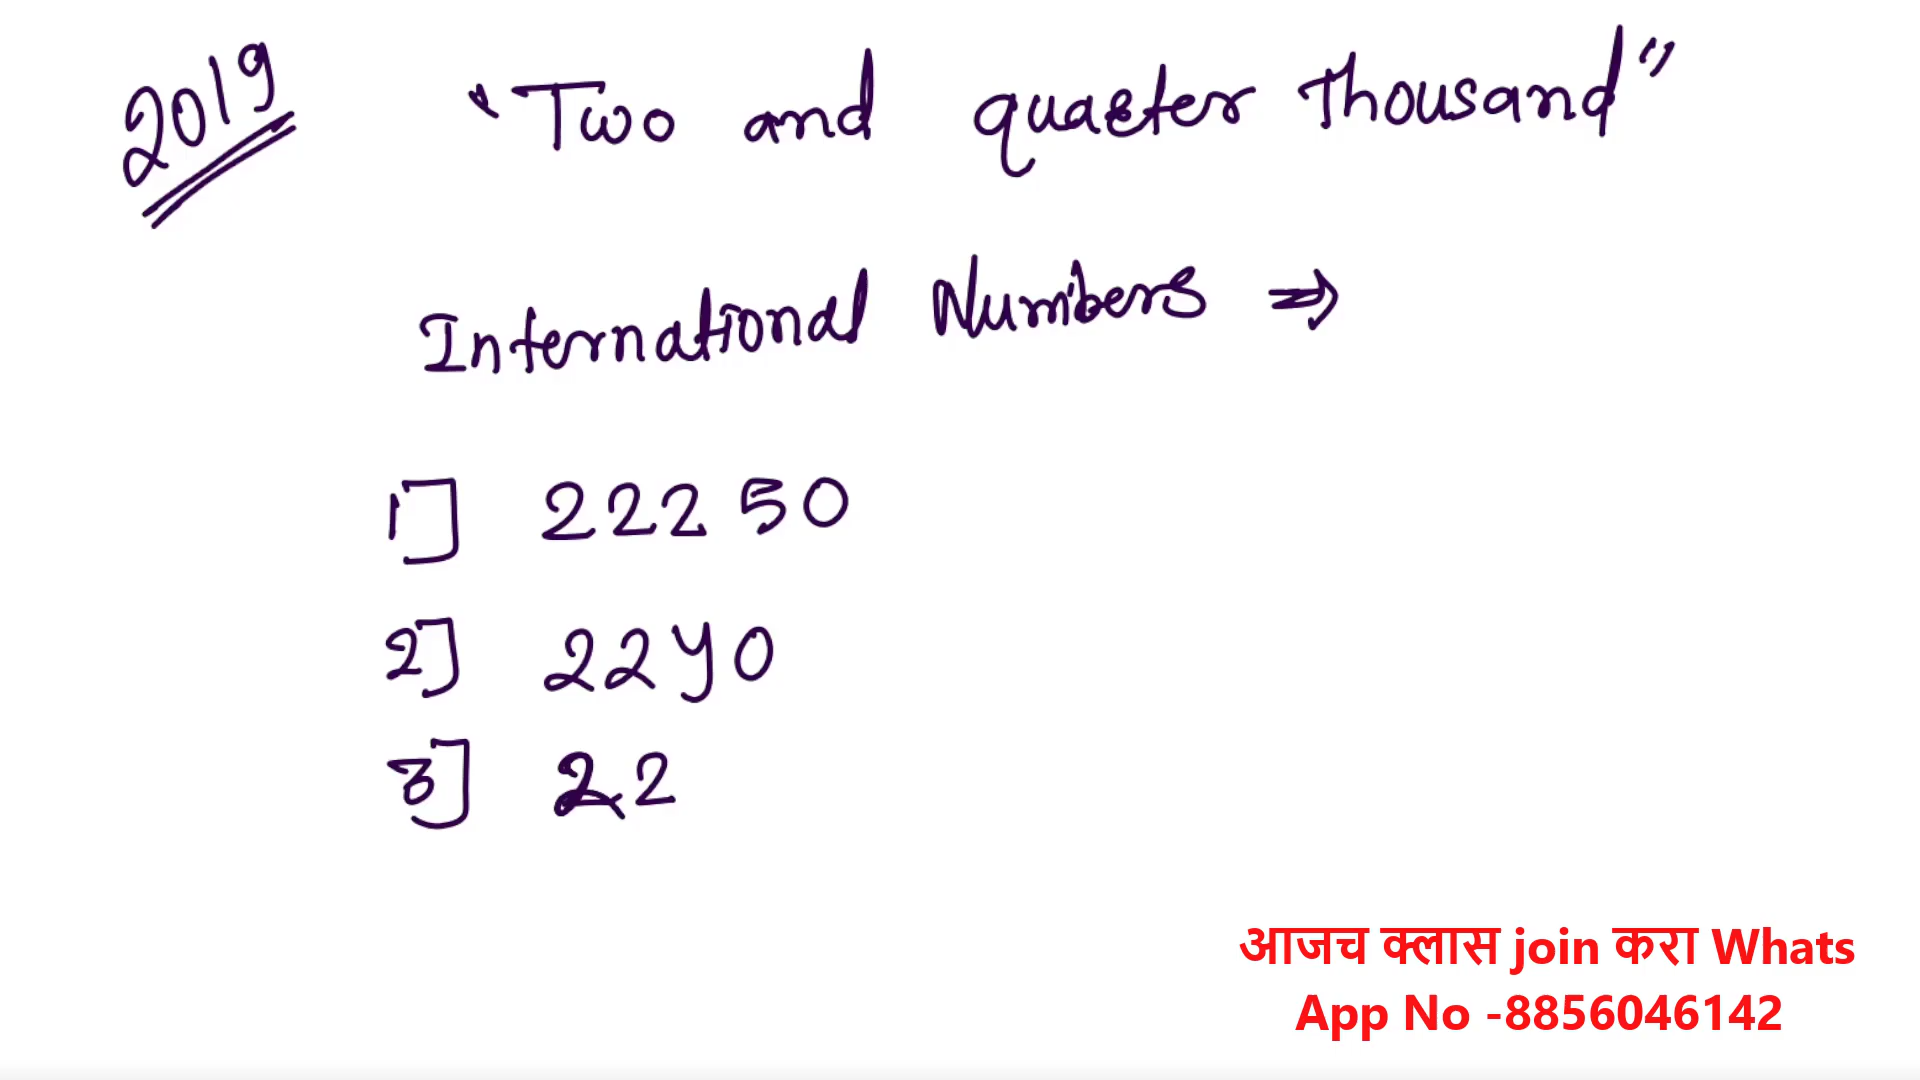 2019 "Two and quarter thousand"
International Numbers ⇒
1] 22250
2] 22५0
3] 22
आजच क्लास join करा Whats
App No -8856046142